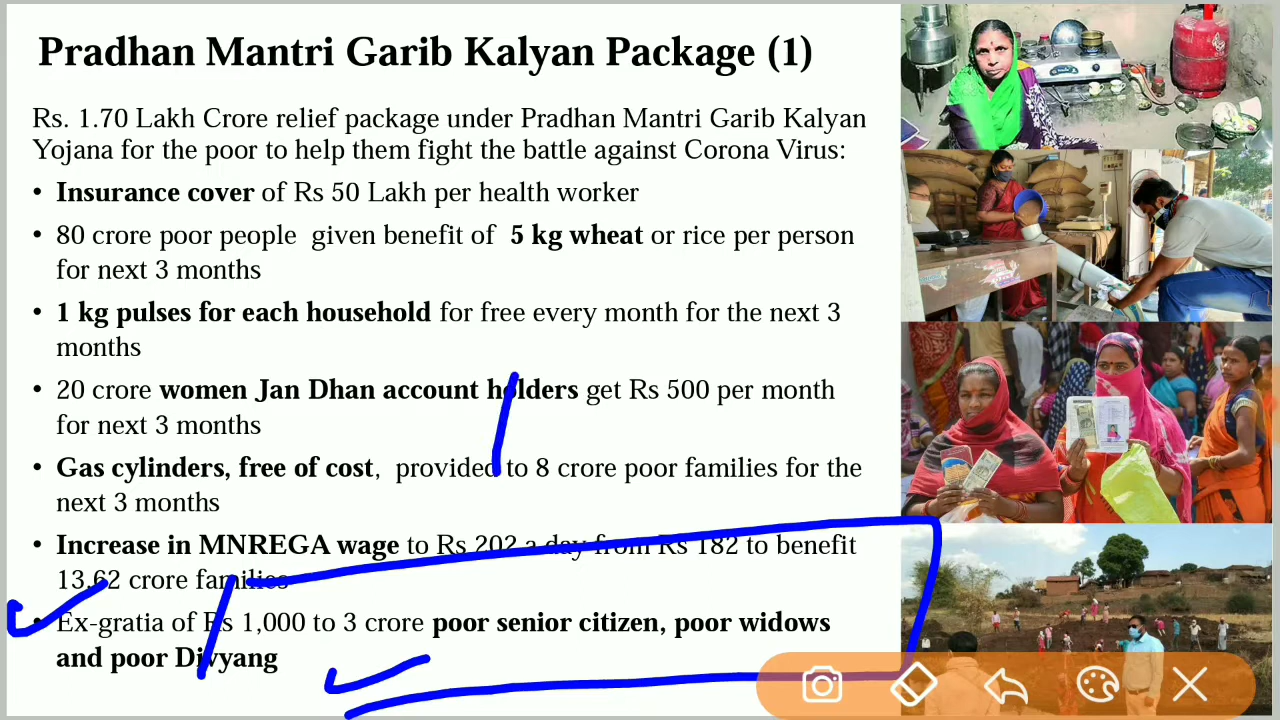 Pradhan Mantri Garib Kalyan Package (1)
Rs. 1.70 Lakh Crore relief package under Pradhan Mantri Garib Kalyan
Yojana for the poor to help them fight the battle against Corona Virus:
• Insurance cover of Rs 50 Lakh per health worker
• 80 crore poor people given benefit of 5 kg wheat or rice per person
for next 3 months
• 1 kg pulses for each household for free every month for the next 3
months
• 20 crore women Jan Dhan account holders get Rs 500 per month
for next 3 months
• Gas cylinders, free of cost, provided to 8 crore poor families for the
next 3 months
• Increase in MNREGA wage to Rs 202 a day from Rs 182 to benefit
13.62 crore families
• Ex-gratia of Rs 1,000 to 3 crore poor senior citizen, poor widows
and poor Divyang